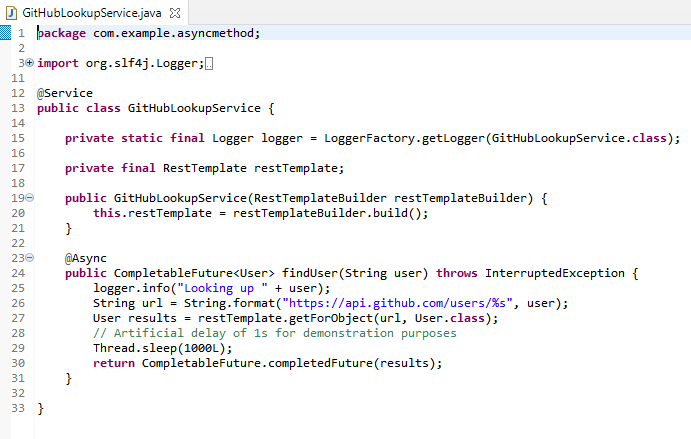 GitHubLookupService.java
1 package com.example.asyncmethod;
2
3 import org.slf4j.Logger;
11
12 @Service
13 public class GitHubLookupService {
14
15     private static final Logger logger = LoggerFactory.getLogger(GitHubLookupService.class);
16
17     private final RestTemplate restTemplate;
18
19     public GitHubLookupService(RestTemplateBuilder restTemplateBuilder) {
20         this.restTemplate = restTemplateBuilder.build();
21     }
22
23     @Async
24     public CompletableFuture<User> findUser(String user) throws InterruptedException {
25         logger.info("Looking up " + user);
26         String url = String.format("https://api.github.com/users/%s", user);
27         User results = restTemplate.getForObject(url, User.class);
28         // Artificial delay of 1s for demonstration purposes
29         Thread.sleep(1000L);
30         return CompletableFuture.completedFuture(results);
31     }
32
33 }